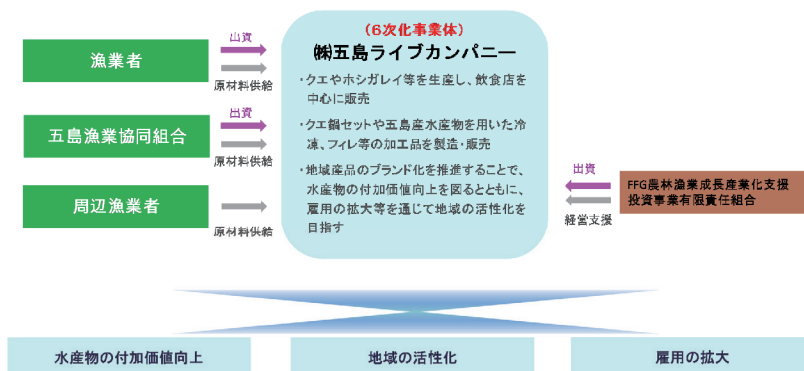 出資
漁業者
原材料供給
出資
五島漁業協同組合
原材料供給
周辺漁業者
原材料供給
(6次化事業体)
㈱五島ライブカンパニー
・クエやホシガレイ等を生産し、飲食店を
中心に販売
・クエ鍋セットや五島産水産物を用いた冷
凍、フィレ等の加工品を製造・販売
・地域産品のブランド化を推進することで、
水産物の付加価値向上を図るとともに、
雇用の拡大等を通じて地域の活性化を
目指す
出資
FFG農林漁業成長産業化支援
投資事業有限責任組合
経営支援
水産物の付加価値向上
地域の活性化
雇用の拡大